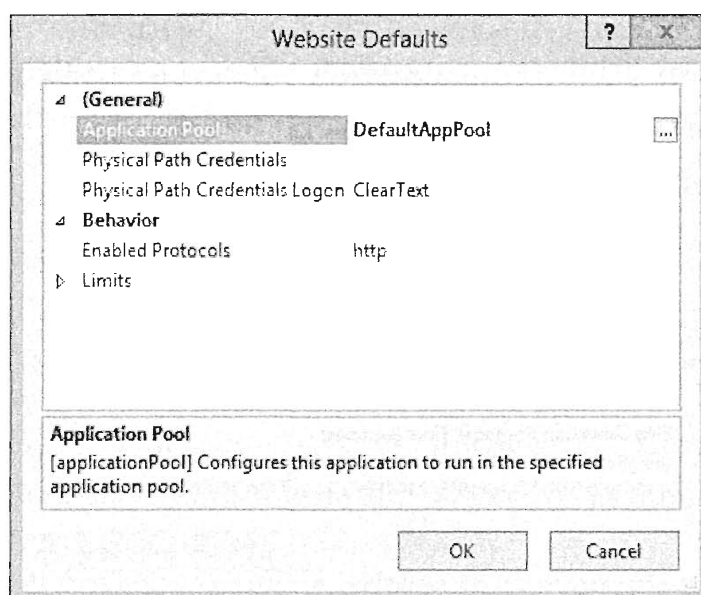 Website Defaults ? x
(General)
Application Pool DefaultAppPool ...
Physical Path Credentials
Physical Path Credentials Logon ClearText
Behavior
Enabled Protocols http
Limits
Application Pool
[applicationPool] Configures this application to run in the specified
application pool.
OK Cancel